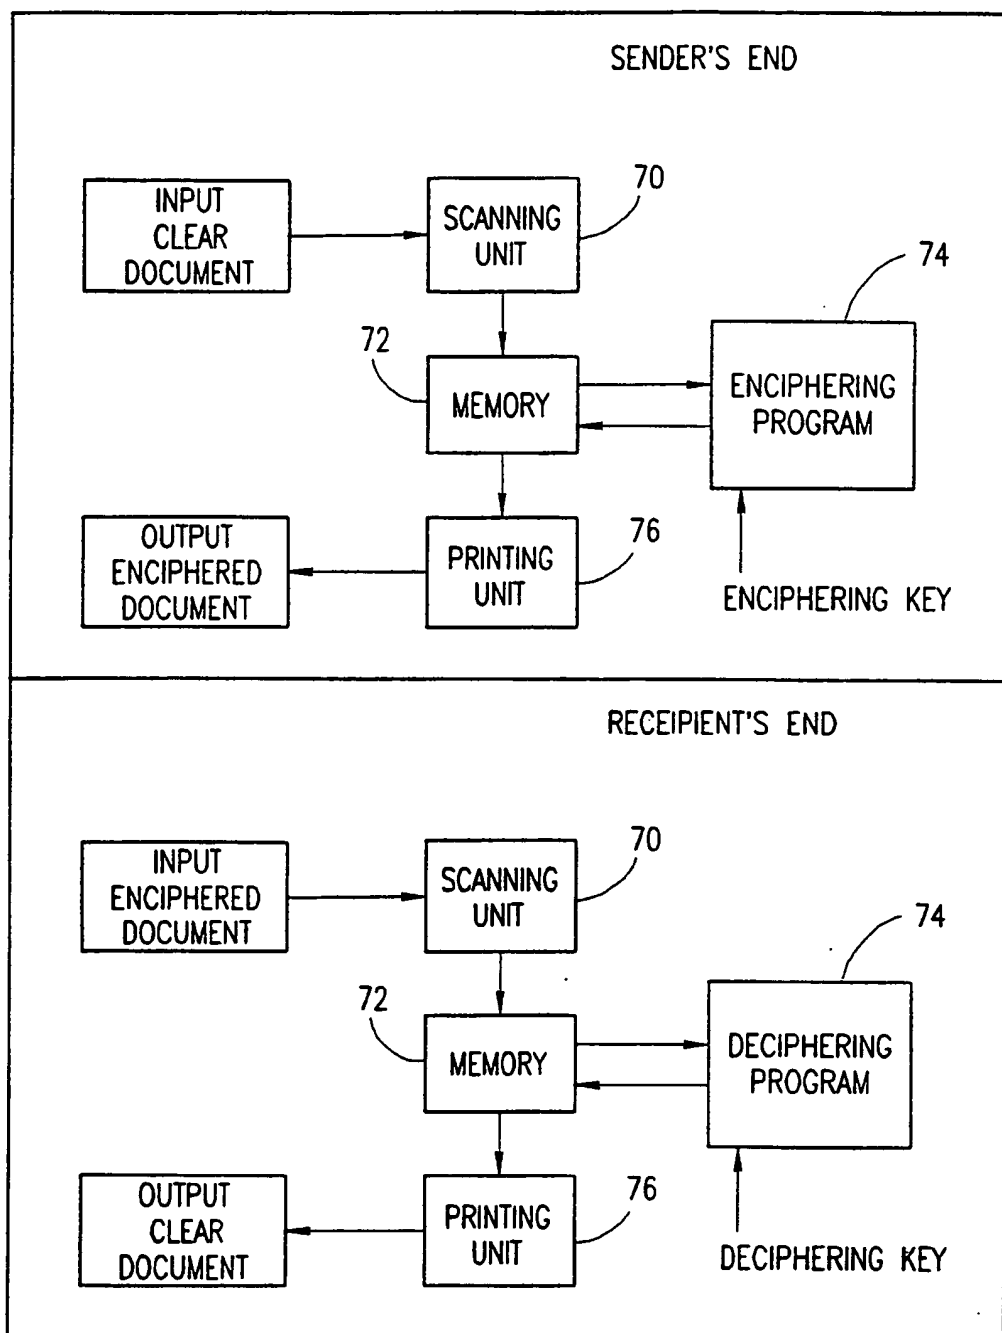 SENDER'S END
70
INPUT
CLEAR
DOCUMENT
SCANNING
UNIT
74
72
MEMORY
ENCIPHERING
PROGRAM
OUTPUT
ENCIPHERED
DOCUMENT
PRINTING
UNIT
76
ENCIPHERING KEY
RECEIPIENT'S END
70
INPUT
ENCIPHERED
DOCUMENT
SCANNING
UNIT
74
72
MEMORY
DECIPHERING
PROGRAM
OUTPUT
CLEAR
DOCUMENT
PRINTING
UNIT
76
DECIPHERING KEY